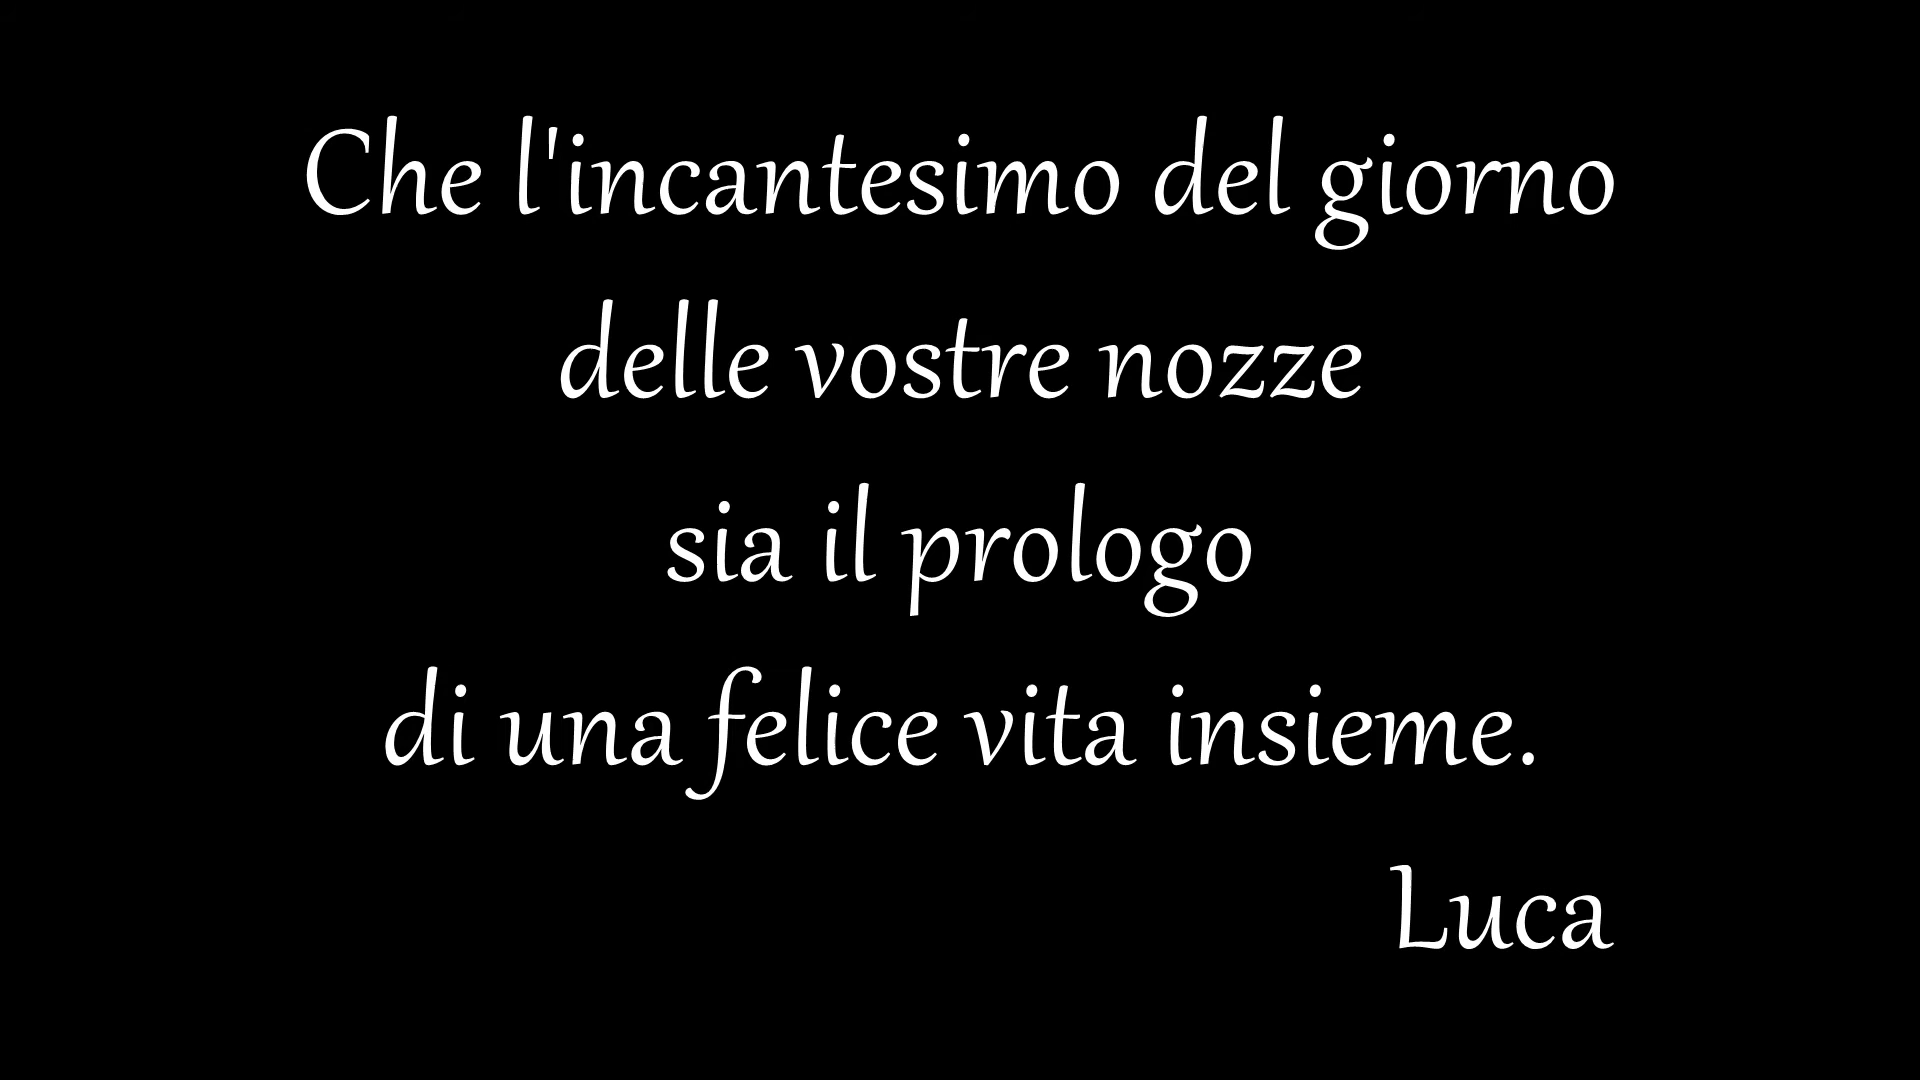 Che l'incantesimo del giorno
delle vostre nozze
sia il prologo
di una felice vita insieme.
Luca